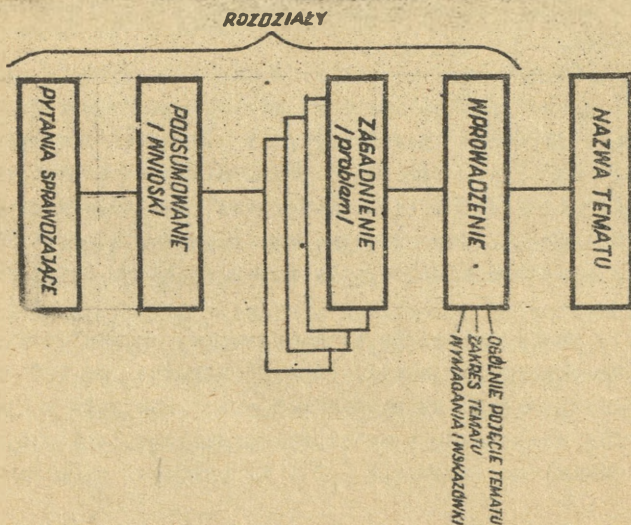 ROZDZIAŁY
NAZWA TEMATU
WPROWADZENIE
OGÓLNIE POJĘCIE TEMATU
ZAKRES TEMATU
WYMAGANIA I WSKAZÓWKI
ZAGADNIENIE
/problem/
PODSUMOWANIE
I WNIOSKI
PYTANIA SPRAWDZAJĄCE